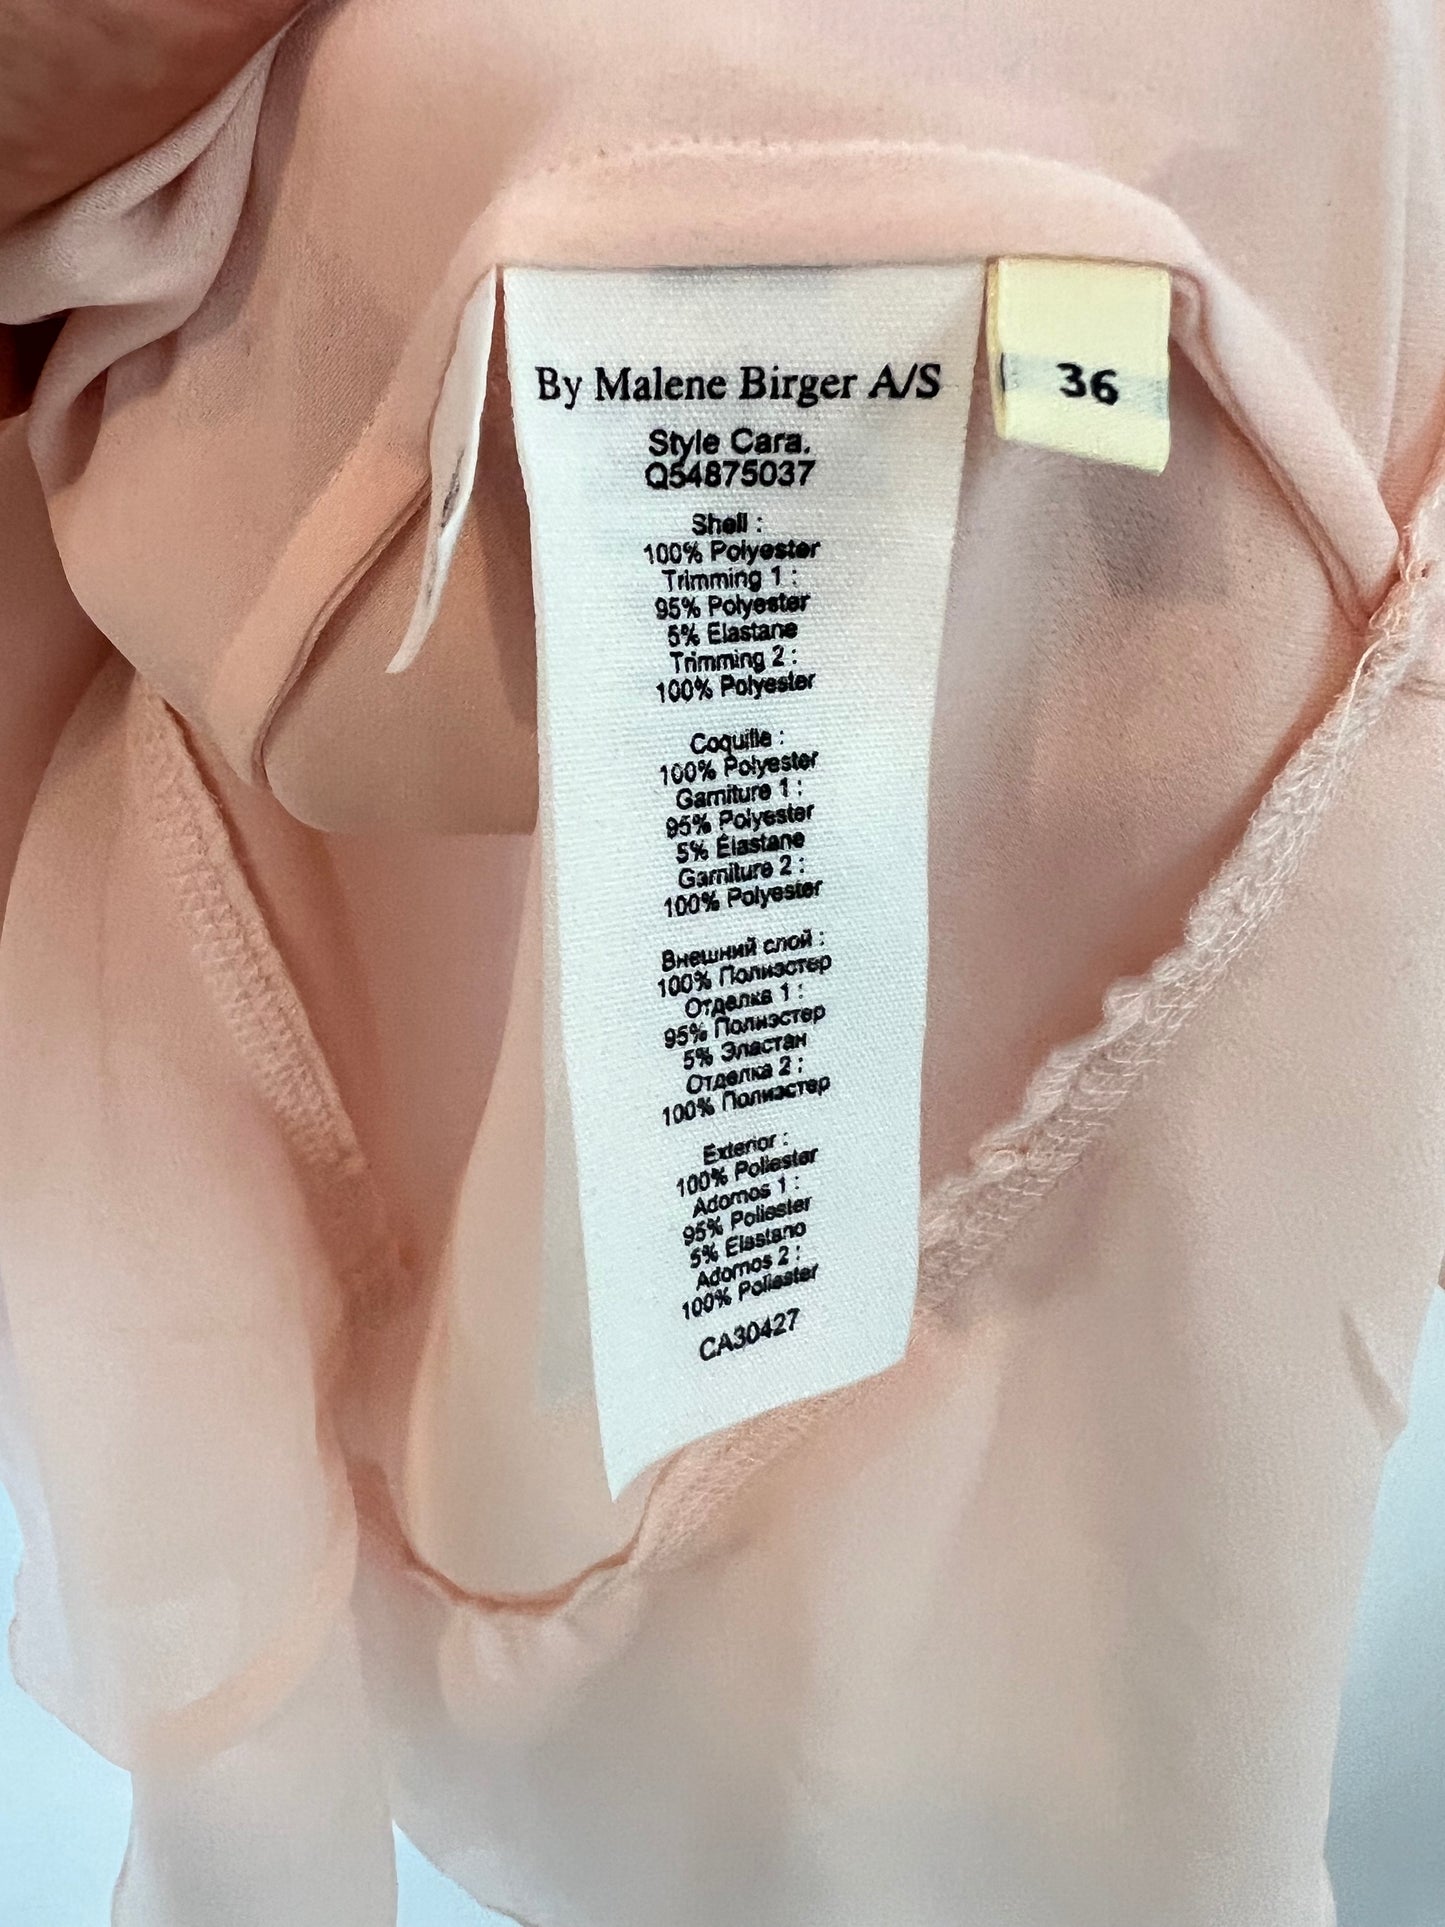 By Malene Birger A/S
36
Style Cara.
Q54875037
Shell :
100% Polyester
Trimming 1 :
95% Polyester
5% Elastane
Trimming 2 :
100% Polyester
Coquille :
100% Polyester
Garniture 1 :
95% Polyester
5% Élastane
Garniture 2 :
100% Polyester
Внешний слой :
100% Полиэстер
Отделка 1 :
95% Полиэстер
5% Эластан
Отделка 2 :
100% Полиэстер
Exterior :
100% Poliester
Adornos 1 :
95% Poliester
5% Elastano
Adornos 2 :
100% Poliester
CA30427